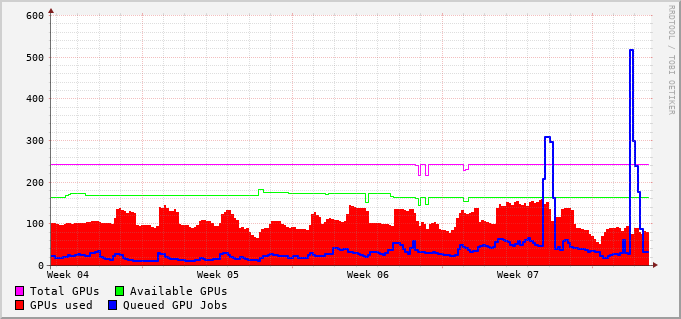 600
500
400
300
200
100
0
Week 04 Week 05 Week 06 Week 07
Total GPUs Available GPUs
GPUs used Queued GPU Jobs
RRDTOOL / TOBI OETIKER